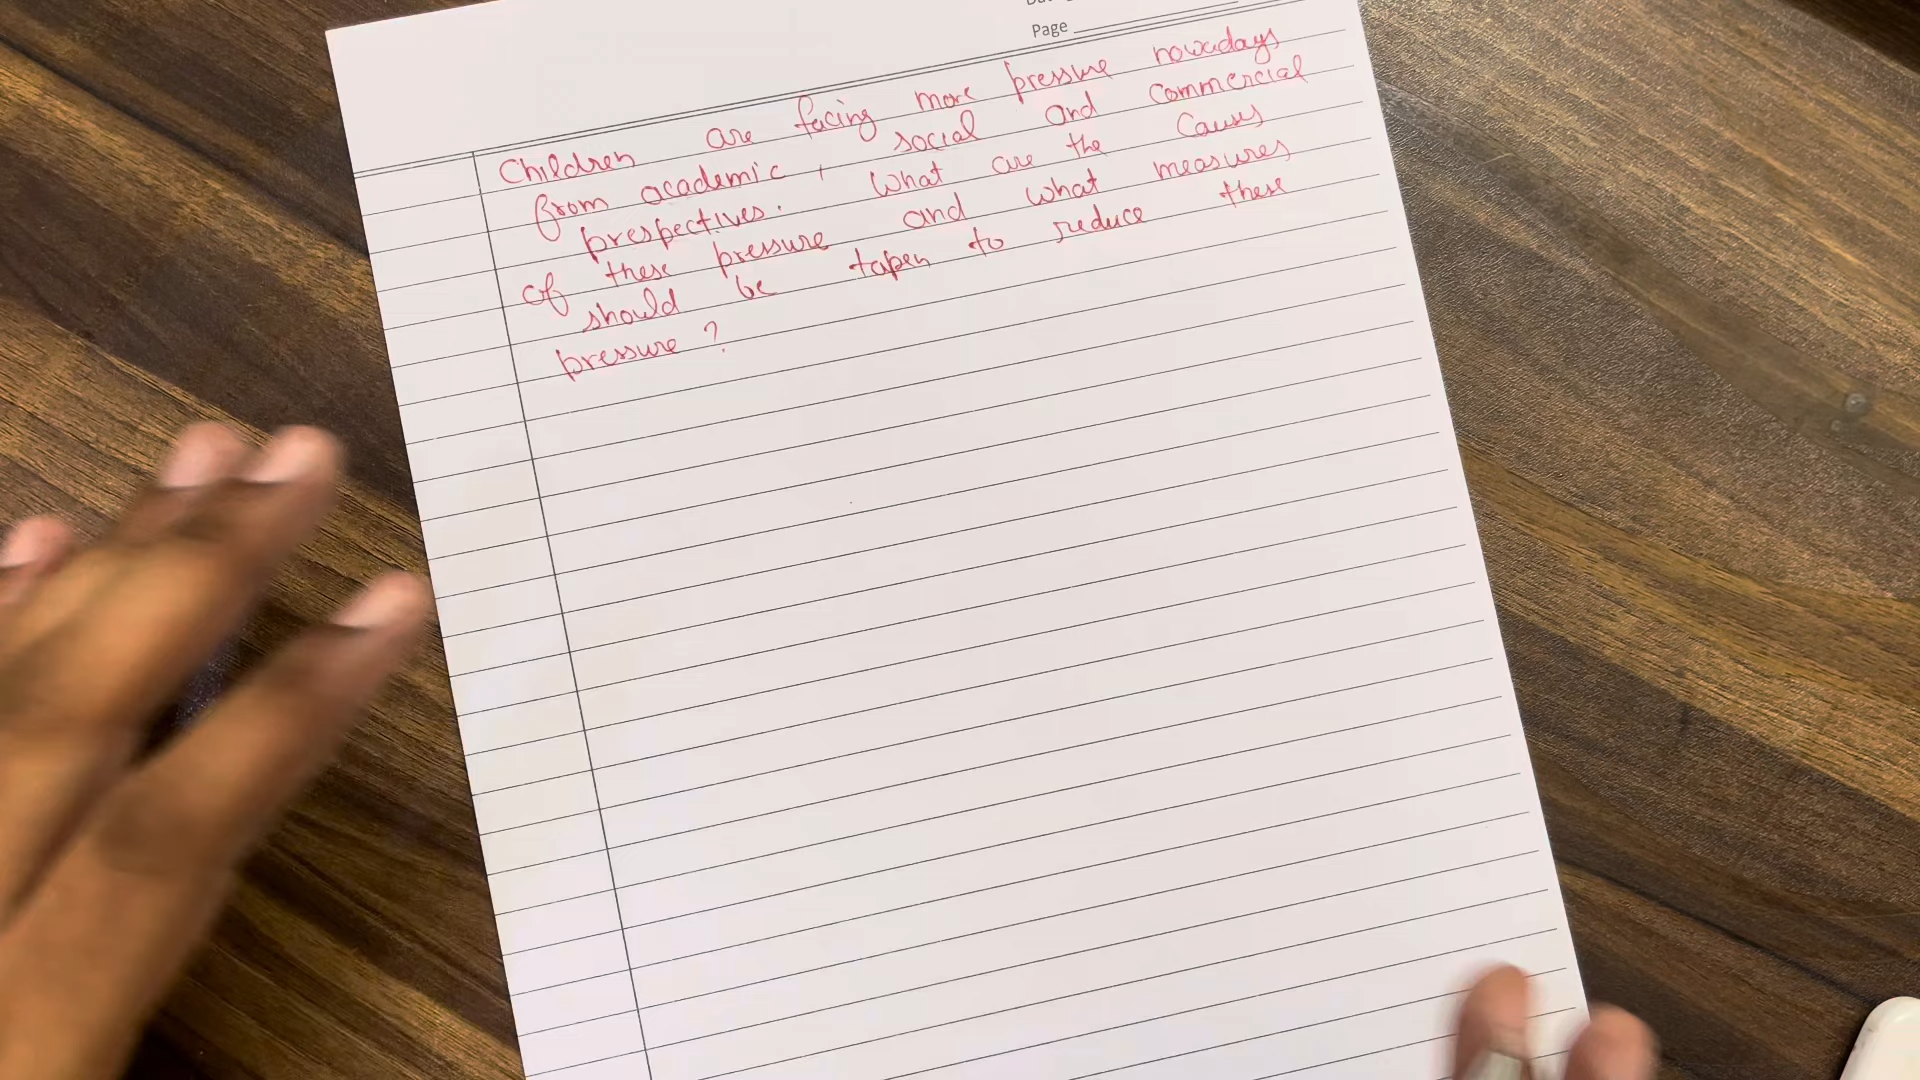 Page
Children are facing more pressure nowadays
from academic, social and commercial
prespectives. What are the causes
of these pressure and what measures
should be tapen to reduce these
pressure ?